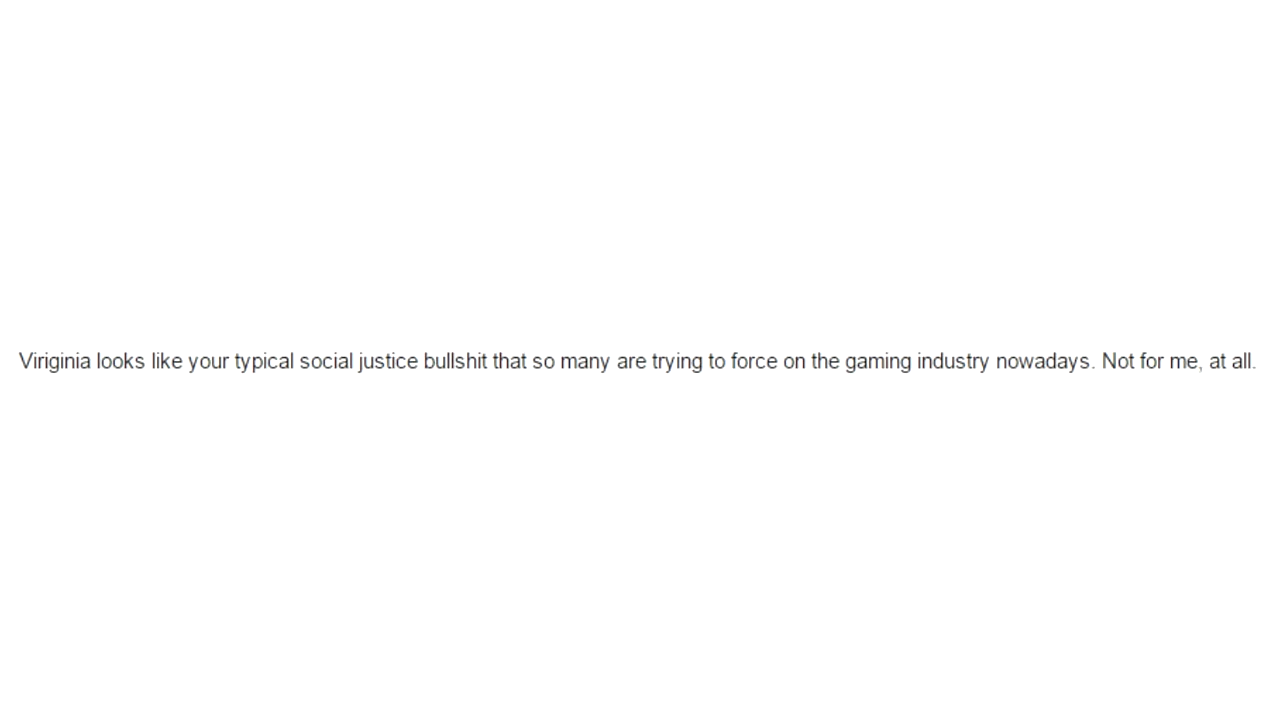 Viriginia looks like your typical social justice bullshit that so many are trying to force on the gaming industry nowadays. Not for me, at all.